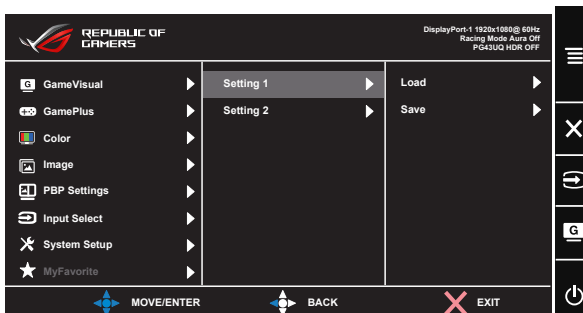 REPUBLIC OF
GAMERS
DisplayPort-1 1920x1080@ 60Hz
Racing Mode Aura Off
PG43UQ HDR OFF
G GameVisual
GamePlus
Color
Image
PBP Settings
Input Select
System Setup
MyFavorite
Setting 1
Setting 2
Load
Save
G
MOVE/ENTER
BACK
EXIT